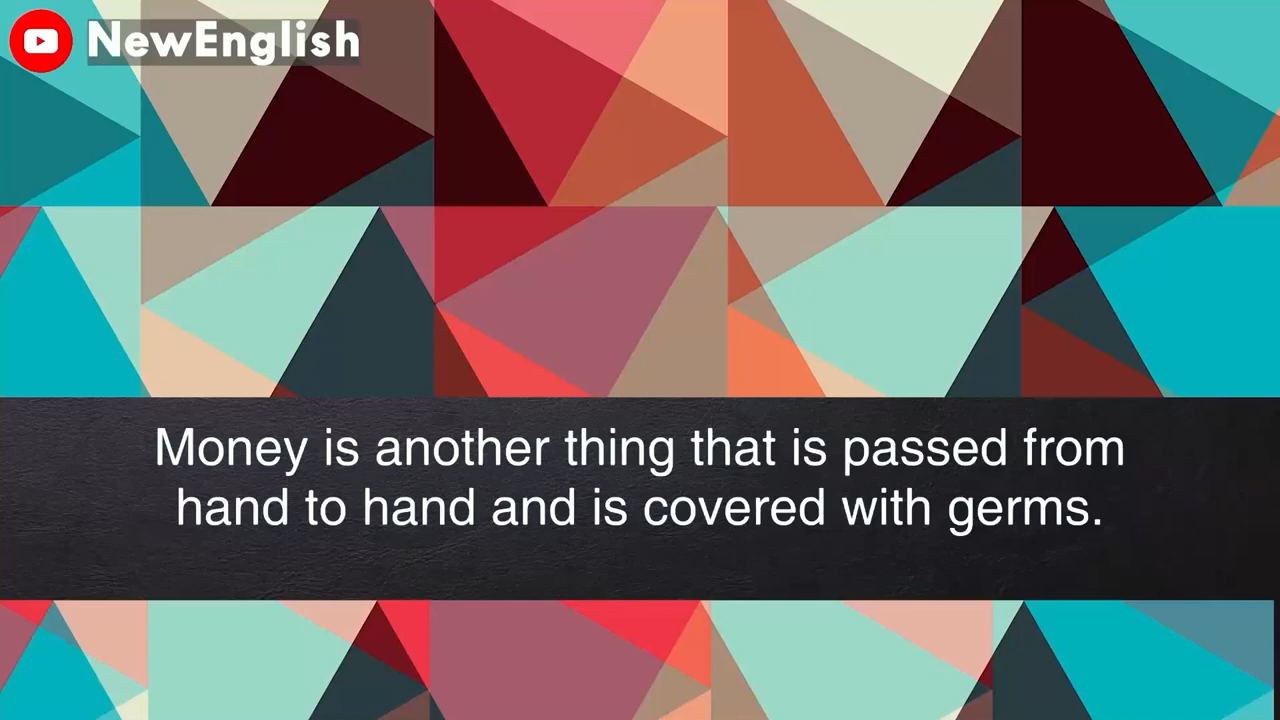 NewEnglish
Money is another thing that is passed from
hand to hand and is covered with germs.